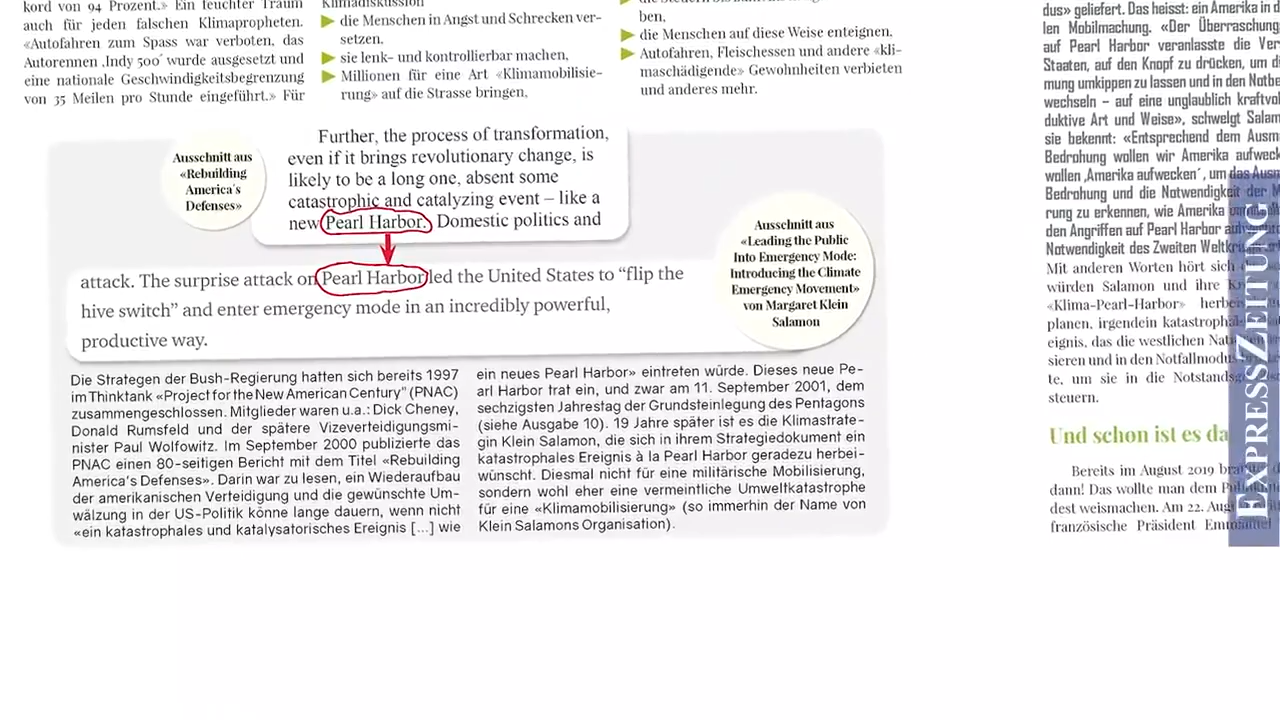 kord von 94 Prozent.» Ein feuchter Traum
auch für jeden falschen Klimapropheten.
«Autofahren zum Spass war verboten, das
Autorennen ‚Indy 500‘ wurde ausgesetzt und
eine nationale Geschwindigkeitsbegrenzung
von 35 Meilen pro Stunde eingeführt.» Für
Klimadiskussion
▶ die Menschen in Angst und Schrecken ver-
setzen,
▶ sie lenk- und kontrollierbar machen,
▶ Millionen für eine Art «Klimamobilisie-
rung» auf die Strasse bringen,
ben,
▶ die Menschen auf diese Weise enteignen,
▶ Autofahren, Fleischessen und andere «kli-
maschädigende» Gewohnheiten verbieten
und anderes mehr.
Ausschnitt aus
«Rebuilding
America's
Defenses»
Further, the process of transformation,
even if it brings revolutionary change, is
likely to be a long one, absent some
catastrophic and catalyzing event – like a
new Pearl Harbor. Domestic politics and
attack. The surprise attack on Pearl Harbor led the United States to “flip the
hive switch” and enter emergency mode in an incredibly powerful,
productive way.
Ausschnitt aus
«Leading the Public
Into Emergency Mode:
Introducing the Climate
Emergency Movement»
von Margaret Klein
Salamon
Die Strategen der Bush-Regierung hatten sich bereits 1997
im Thinktank «Project for the New American Century“ (PNAC)
zusammengeschlossen. Mitglieder waren u.a.: Dick Cheney,
Donald Rumsfeld und der spätere Vizeverteidigungsmi-
nister Paul Wolfowitz. Im September 2000 publizierte das
PNAC einen 80-seitigen Bericht mit dem Titel «Rebuilding
America's Defenses». Darin war zu lesen, ein Wiederaufbau
der amerikanischen Verteidigung und die gewünschte Um-
wälzung in der US-Politik könne lange dauern, wenn nicht
«ein katastrophales und katalysatorisches Ereignis [...] wie
ein neues Pearl Harbor» eintreten würde. Dieses neue Pe-
arl Harbor trat ein, und zwar am 11. September 2001, dem
sechzigsten Jahrestag der Grundsteinlegung des Pentagons
(siehe Ausgabe 10). 19 Jahre später ist es die Klimastrate-
gin Klein Salamon, die sich in ihrem Strategiedokument ein
katastrophales Ereignis à la Pearl Harbor geradezu herbei-
wünscht. Diesmal nicht für eine militärische Mobilisierung,
sondern wohl eher eine vermeintliche Umweltkatastrophe
für eine «Klimamobilisierung» (so immerhin der Name von
Klein Salamons Organisation).
dus» geliefert. Das heisst: ein Amerika in d
len Mobilmachung. «Der Überraschung
auf Pearl Harbor veranlasste die Ver
Staaten, auf den Knopf zu drücken, um di
mung umkippen zu lassen und in den Notbe
wechseln – auf eine unglaublich kraftvol
duktive Art und Weise», schwelgt Salam
sie bekennt: «Entsprechend dem Ausm
Bedrohung wollen wir Amerika aufweck
wollen ‚Amerika aufwecken‘, um das Ausm
Bedrohung und die Notwendigkeit der M
rung zu erkennen, wie Amerika
den Angriffen auf Pearl Harbor
Notwendigkeit des Zweiten
Mit anderen Worten hört sich
würden Salamon und ihre
«Klima-Pearl-Harbor»
planen, irgendein
eignis, das die westlichen
sieren und in den
te, um sie in die
steuern.
Und schon ist es da
Bereits im August 2019
dann! Das wollte man dem
dest weismachen. Am 22.
französische Präsident
EXPRESSZEITUNG